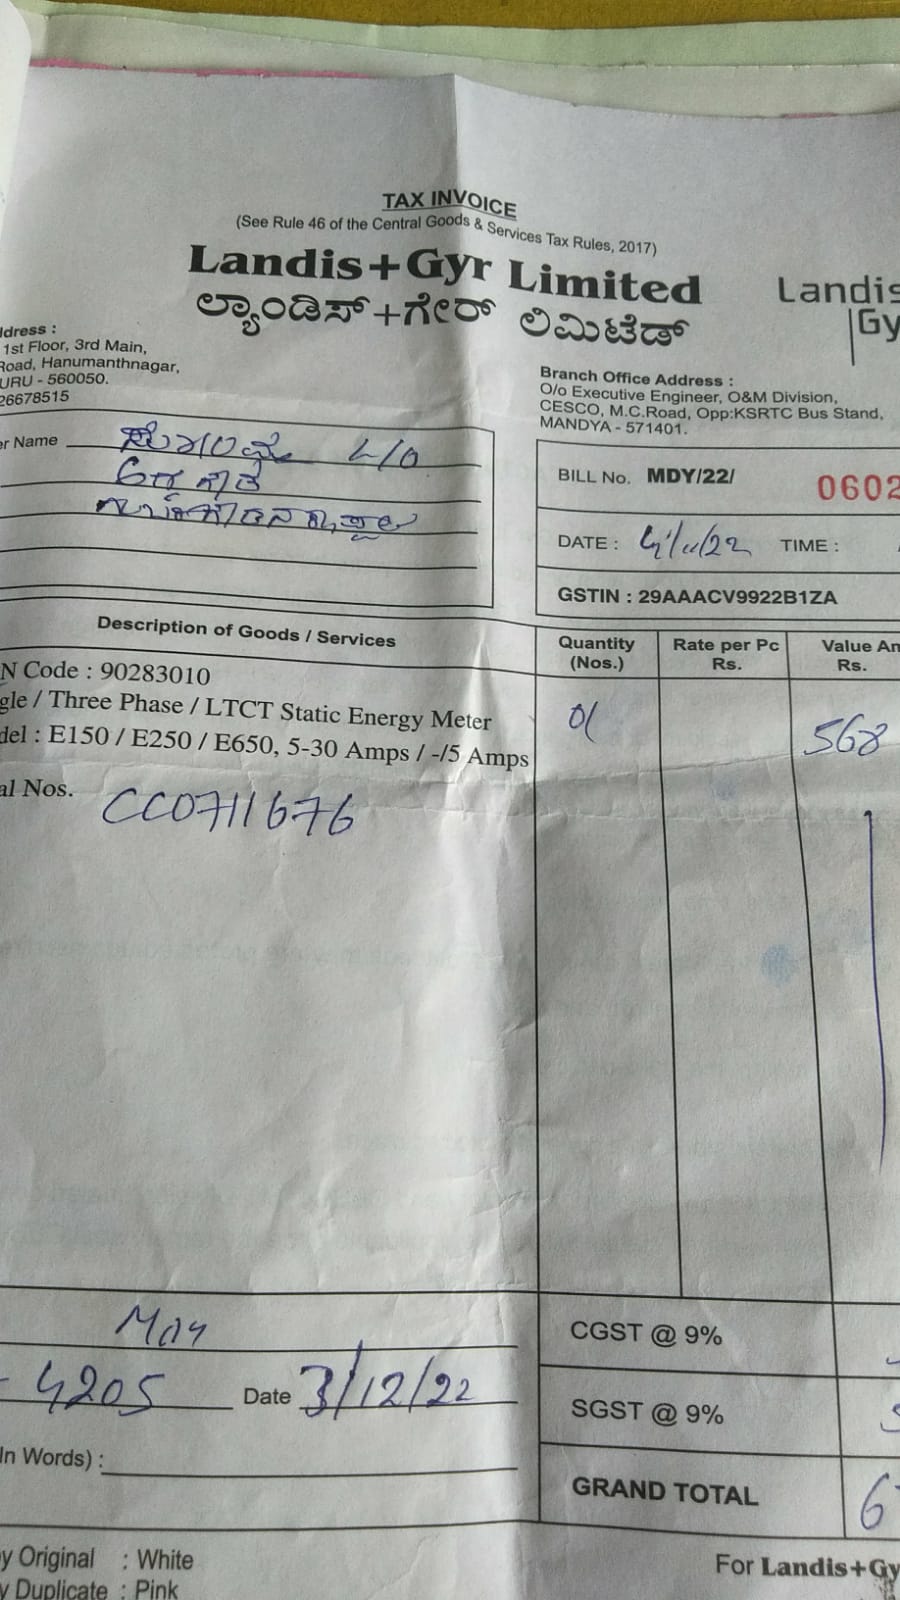 TAX INVOICE
(See Rule 46 of the Central Goods & Services Tax Rules, 2017)
Landis+Gyr Limited
ಲ್ಯಾಂಡಿಸ್+ಗೇರ್ ಲಿಮಿಟೆಡ್
Landis
Gy
ddress :
1st Floor, 3rd Main,
Road, Hanumanthnagar,
URU - 560050.
26678515
Branch Office Address :
O/o Executive Engineer, O&M Division,
CESCO, M.C.Road, Opp:KSRTC Bus Stand,
MANDYA - 571401.
er Name
BILL No. MDY/22/ 0602
DATE : TIME :
GSTIN : 29AAACV9922B1ZA
Description of Goods / Services
Quantity (Nos.)
Rate per Pc Rs.
Value Am Rs.
N Code : 90283010
gle / Three Phase / LTCT Static Energy Meter
del : E150 / E250 / E650, 5-30 Amps / -/5 Amps
01 568
al Nos. CC0711676
CGST @ 9%
4205 Date 3/12/22
SGST @ 9%
In Words) :
GRAND TOTAL 6
y Original : White
For Landis+Gy
y Duplicate : Pink